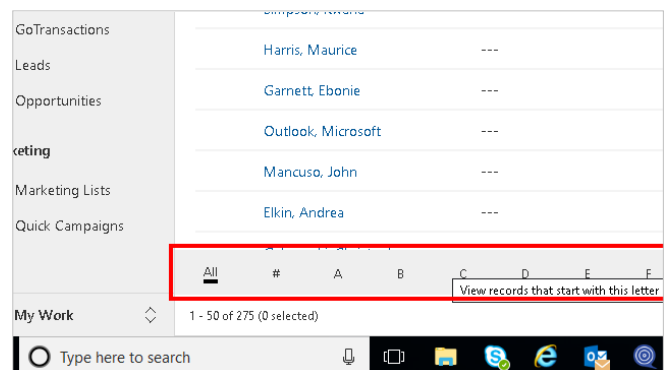 GoTransactions
Leads
Opportunities
keting
Marketing Lists
Quick Campaigns
My Work
Harris, Maurice ---
Garnett, Ebonie ---
Outlook, Microsoft ---
Mancuso, John ---
Elkin, Andrea ---
All # A B C D E F
View records that start with this letter
1 - 50 of 275 (0 selected)
Type here to search